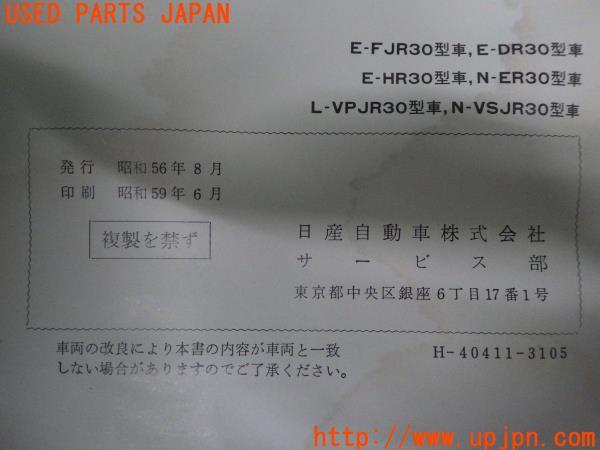 USED PARTS JAPAN
E-FJR30型車, E-DR30型車
E-HR30型車, N-ER30型車
L-VPJR30型車, N-VSJR30型車
発行 昭和56年8月
印刷 昭和59年6月
複製を禁ず
日産自動車株式会社
サービス部
東京都中央区銀座6丁目17番1号
車両の改良により本書の内容が車両と一致
しない場合がありますのでご了承ください。
H-40411-3105
http://www.upjpn.com/